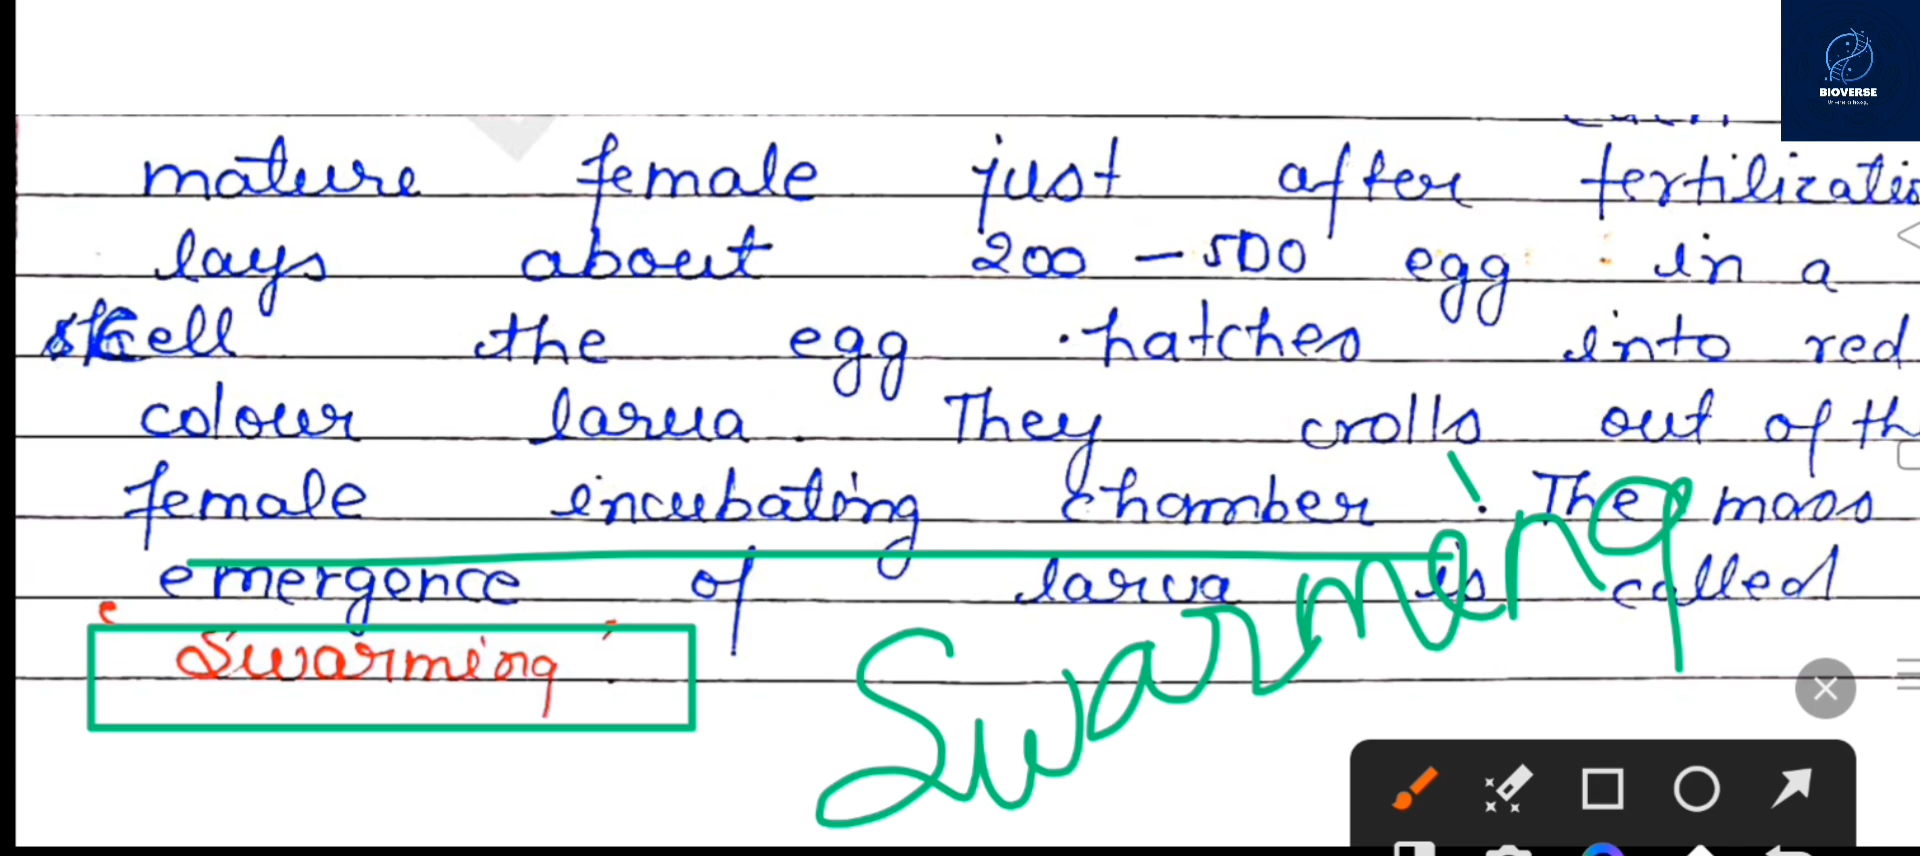 BIOVERSE
mature female just after fertilizatio
lays about 200 - 500 egg in a
cell the egg hatches into red
colour larva. They crolls out of th
female incubating chamber. The mass
emergence of larva is called
'Swarming'
Swarming